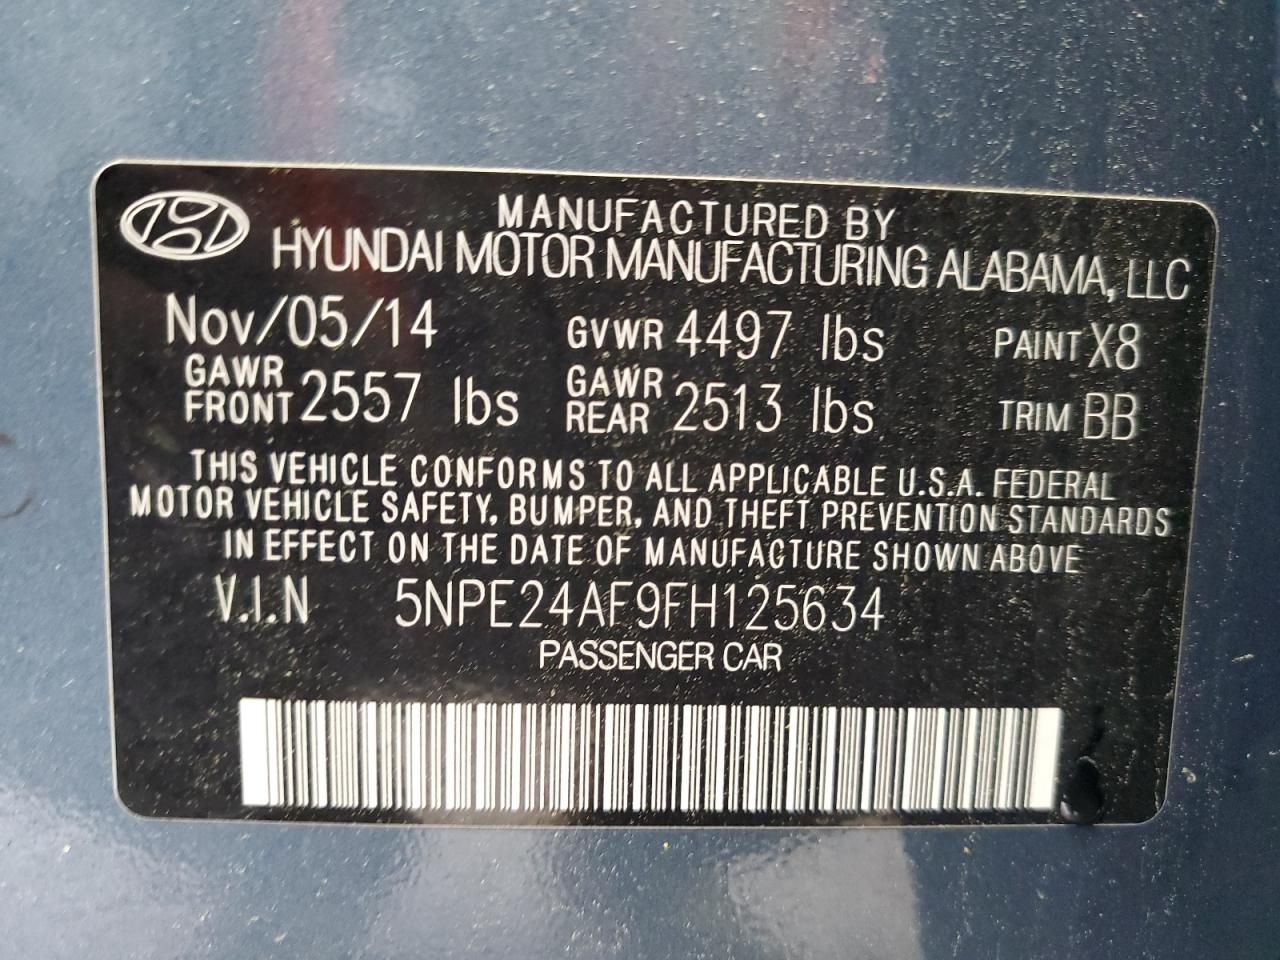 MANUFACTURED BY
HYUNDAI MOTOR MANUFACTURING ALABAMA, LLC
Nov/05/14 GVWR 4497 lbs PAINT X8
GAWR FRONT 2557 lbs GAWR REAR 2513 lbs TRIM BB
THIS VEHICLE CONFORMS TO ALL APPLICABLE U.S.A. FEDERAL
MOTOR VEHICLE SAFETY, BUMPER, AND THEFT PREVENTION STANDARDS
IN EFFECT ON THE DATE OF MANUFACTURE SHOWN ABOVE
V.I.N 5NPE24AF9FH125634
PASSENGER CAR